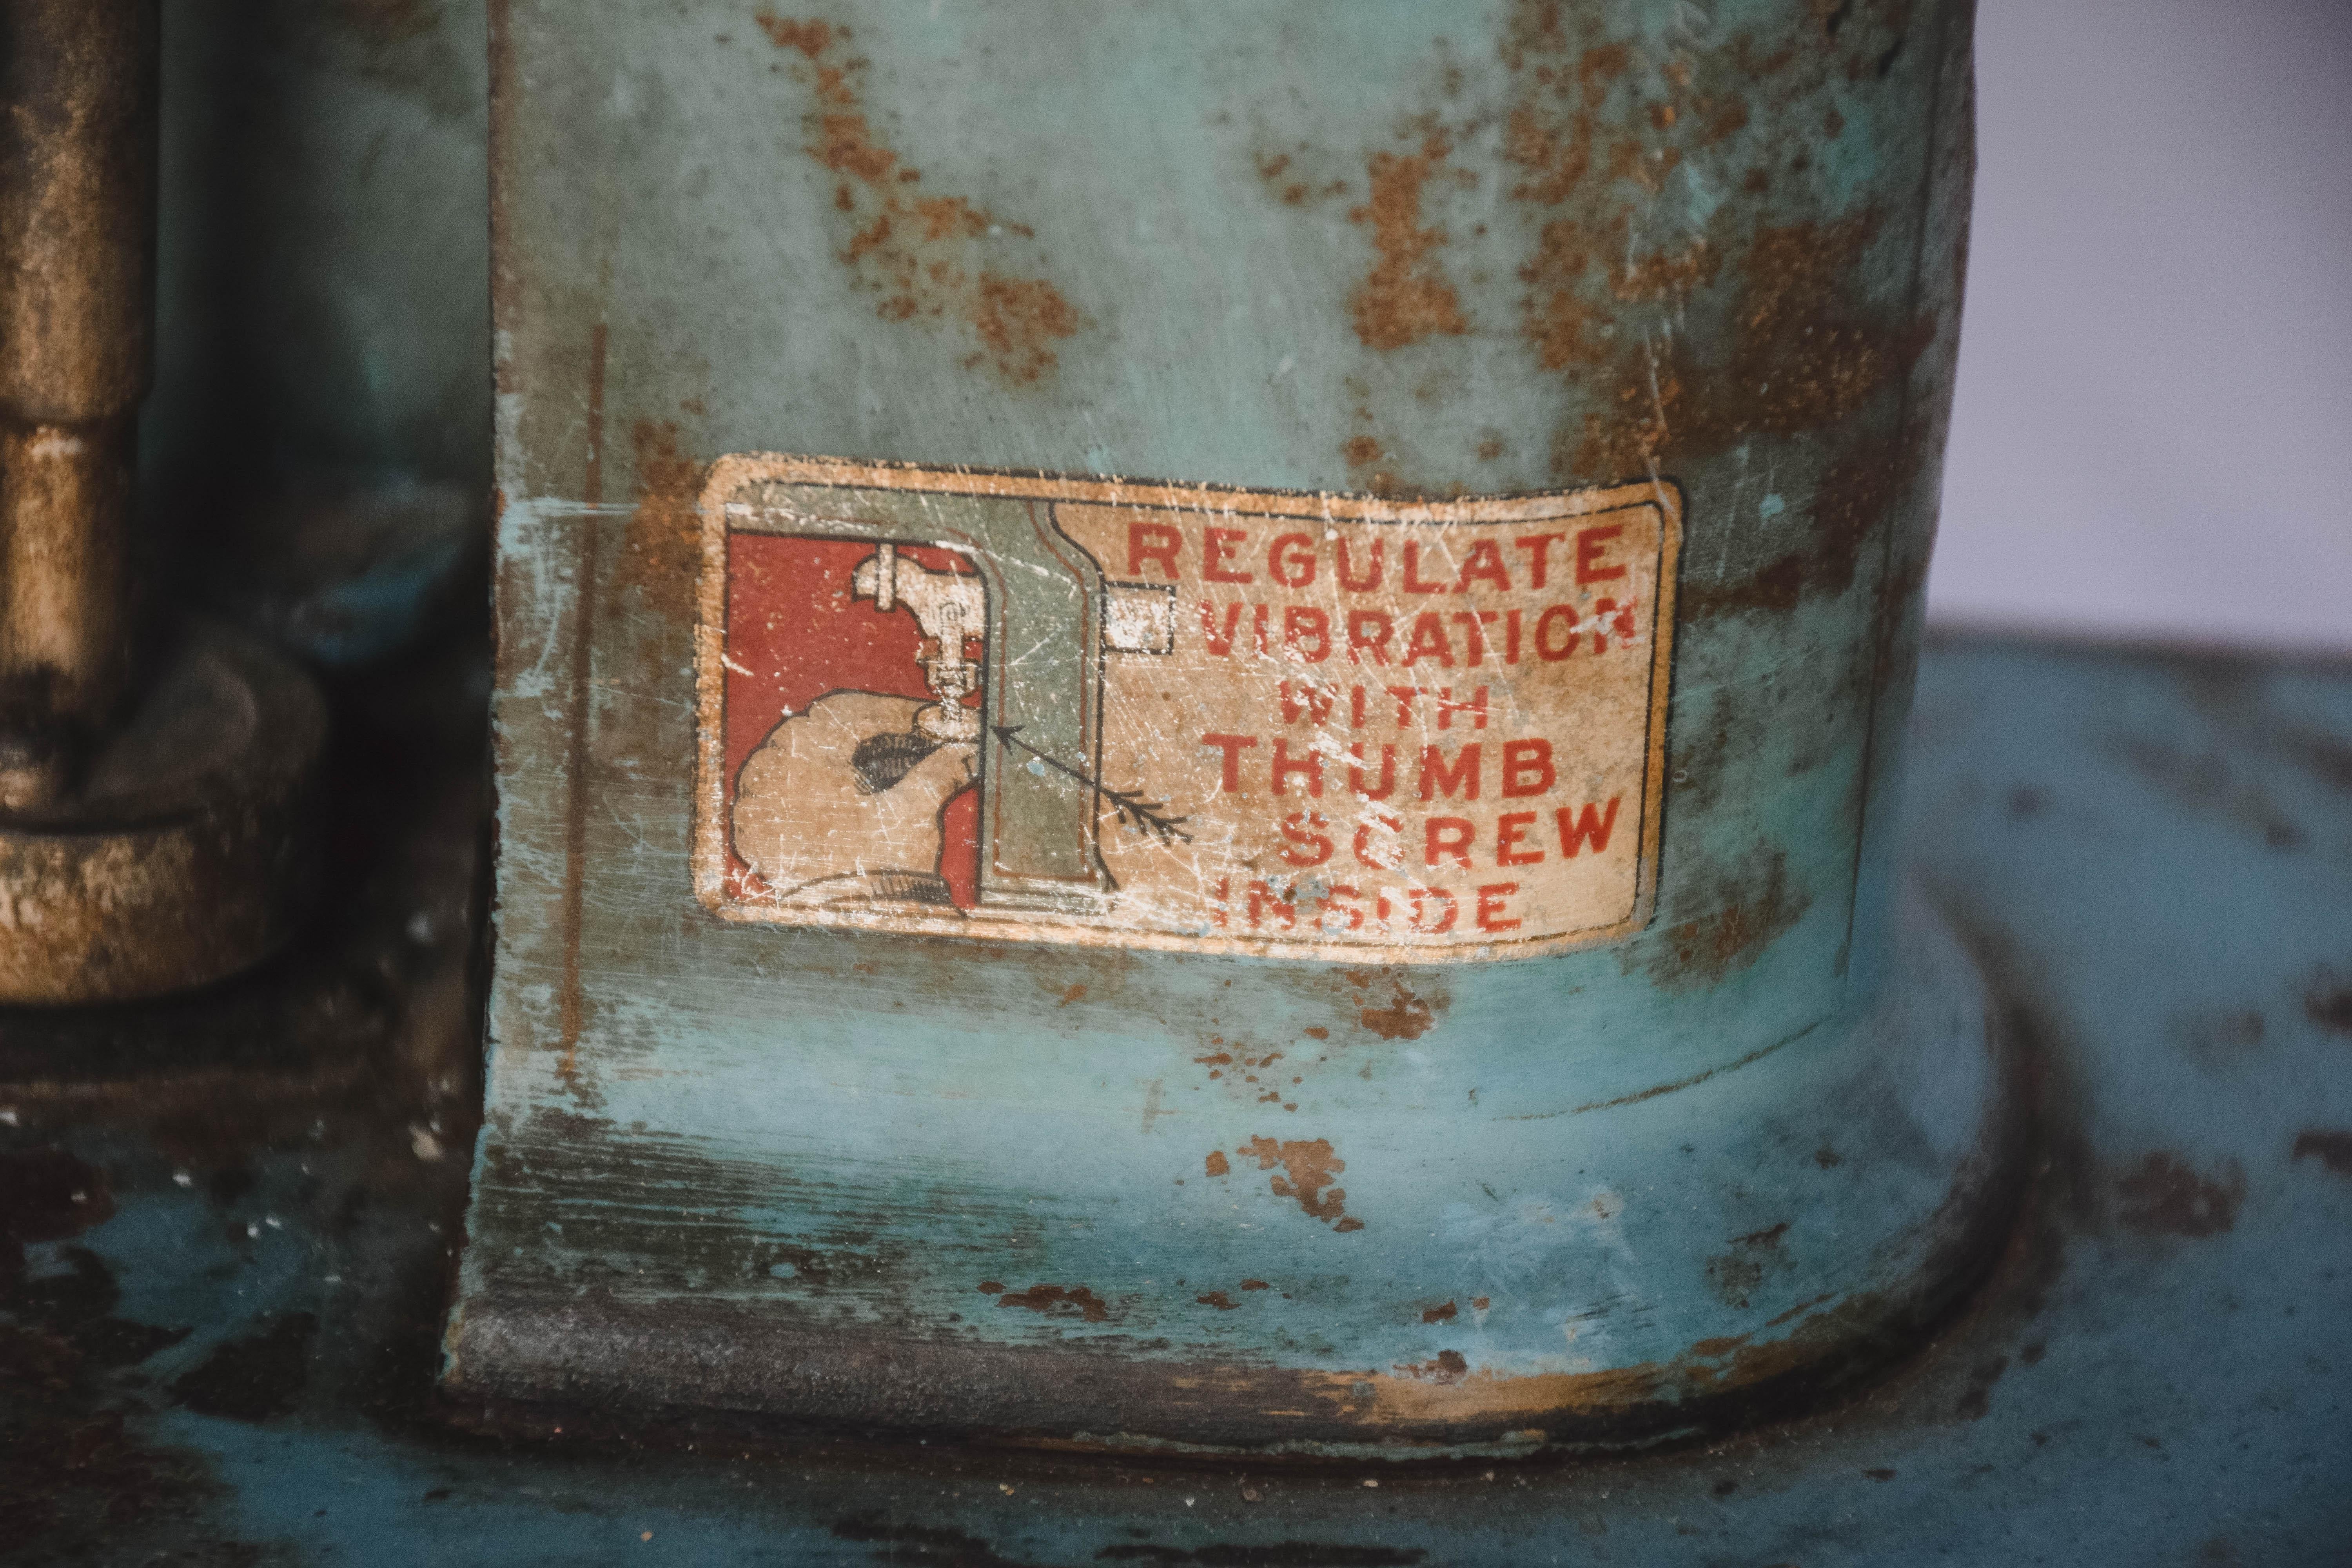 REGULATE
VIBRATION
WITH
THUMB
SCREW
INSIDE